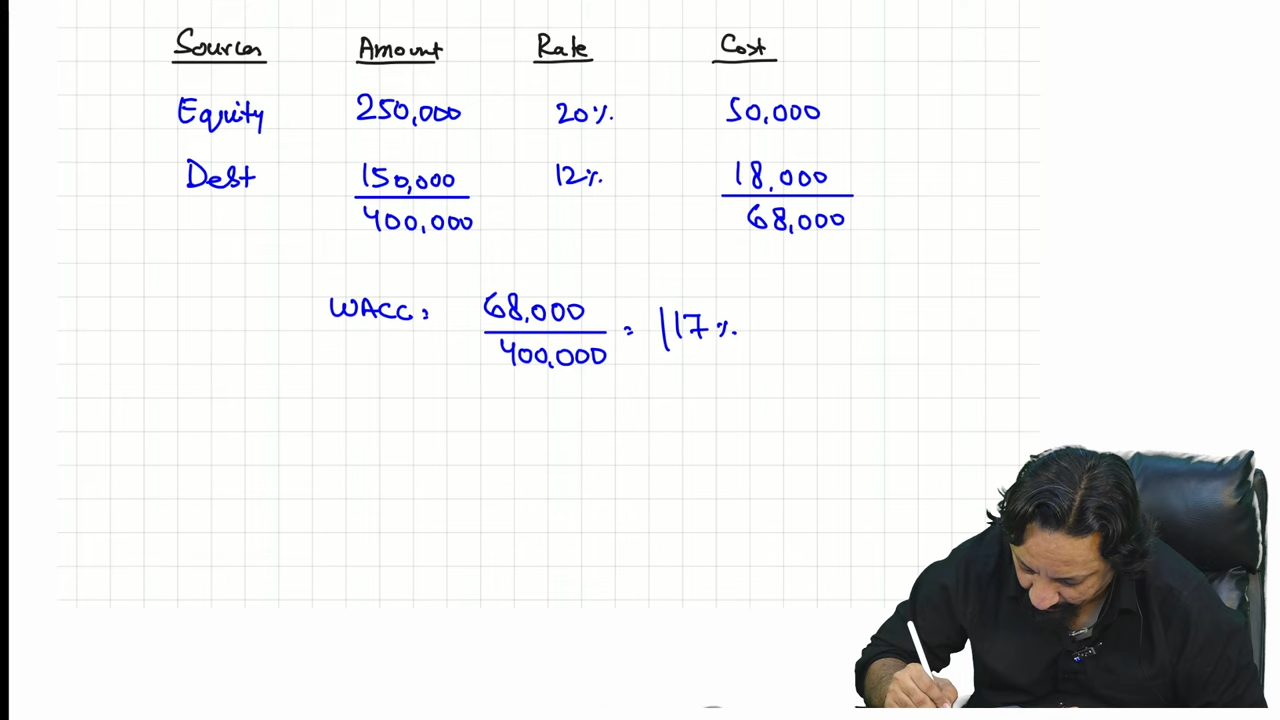 Sources Amount Rate Cost
Equity 250,000 20% 50,000
Debt 150,000 12% 18,000
400,000 68,000
WACC = 68,000 / 400,000 = |17%